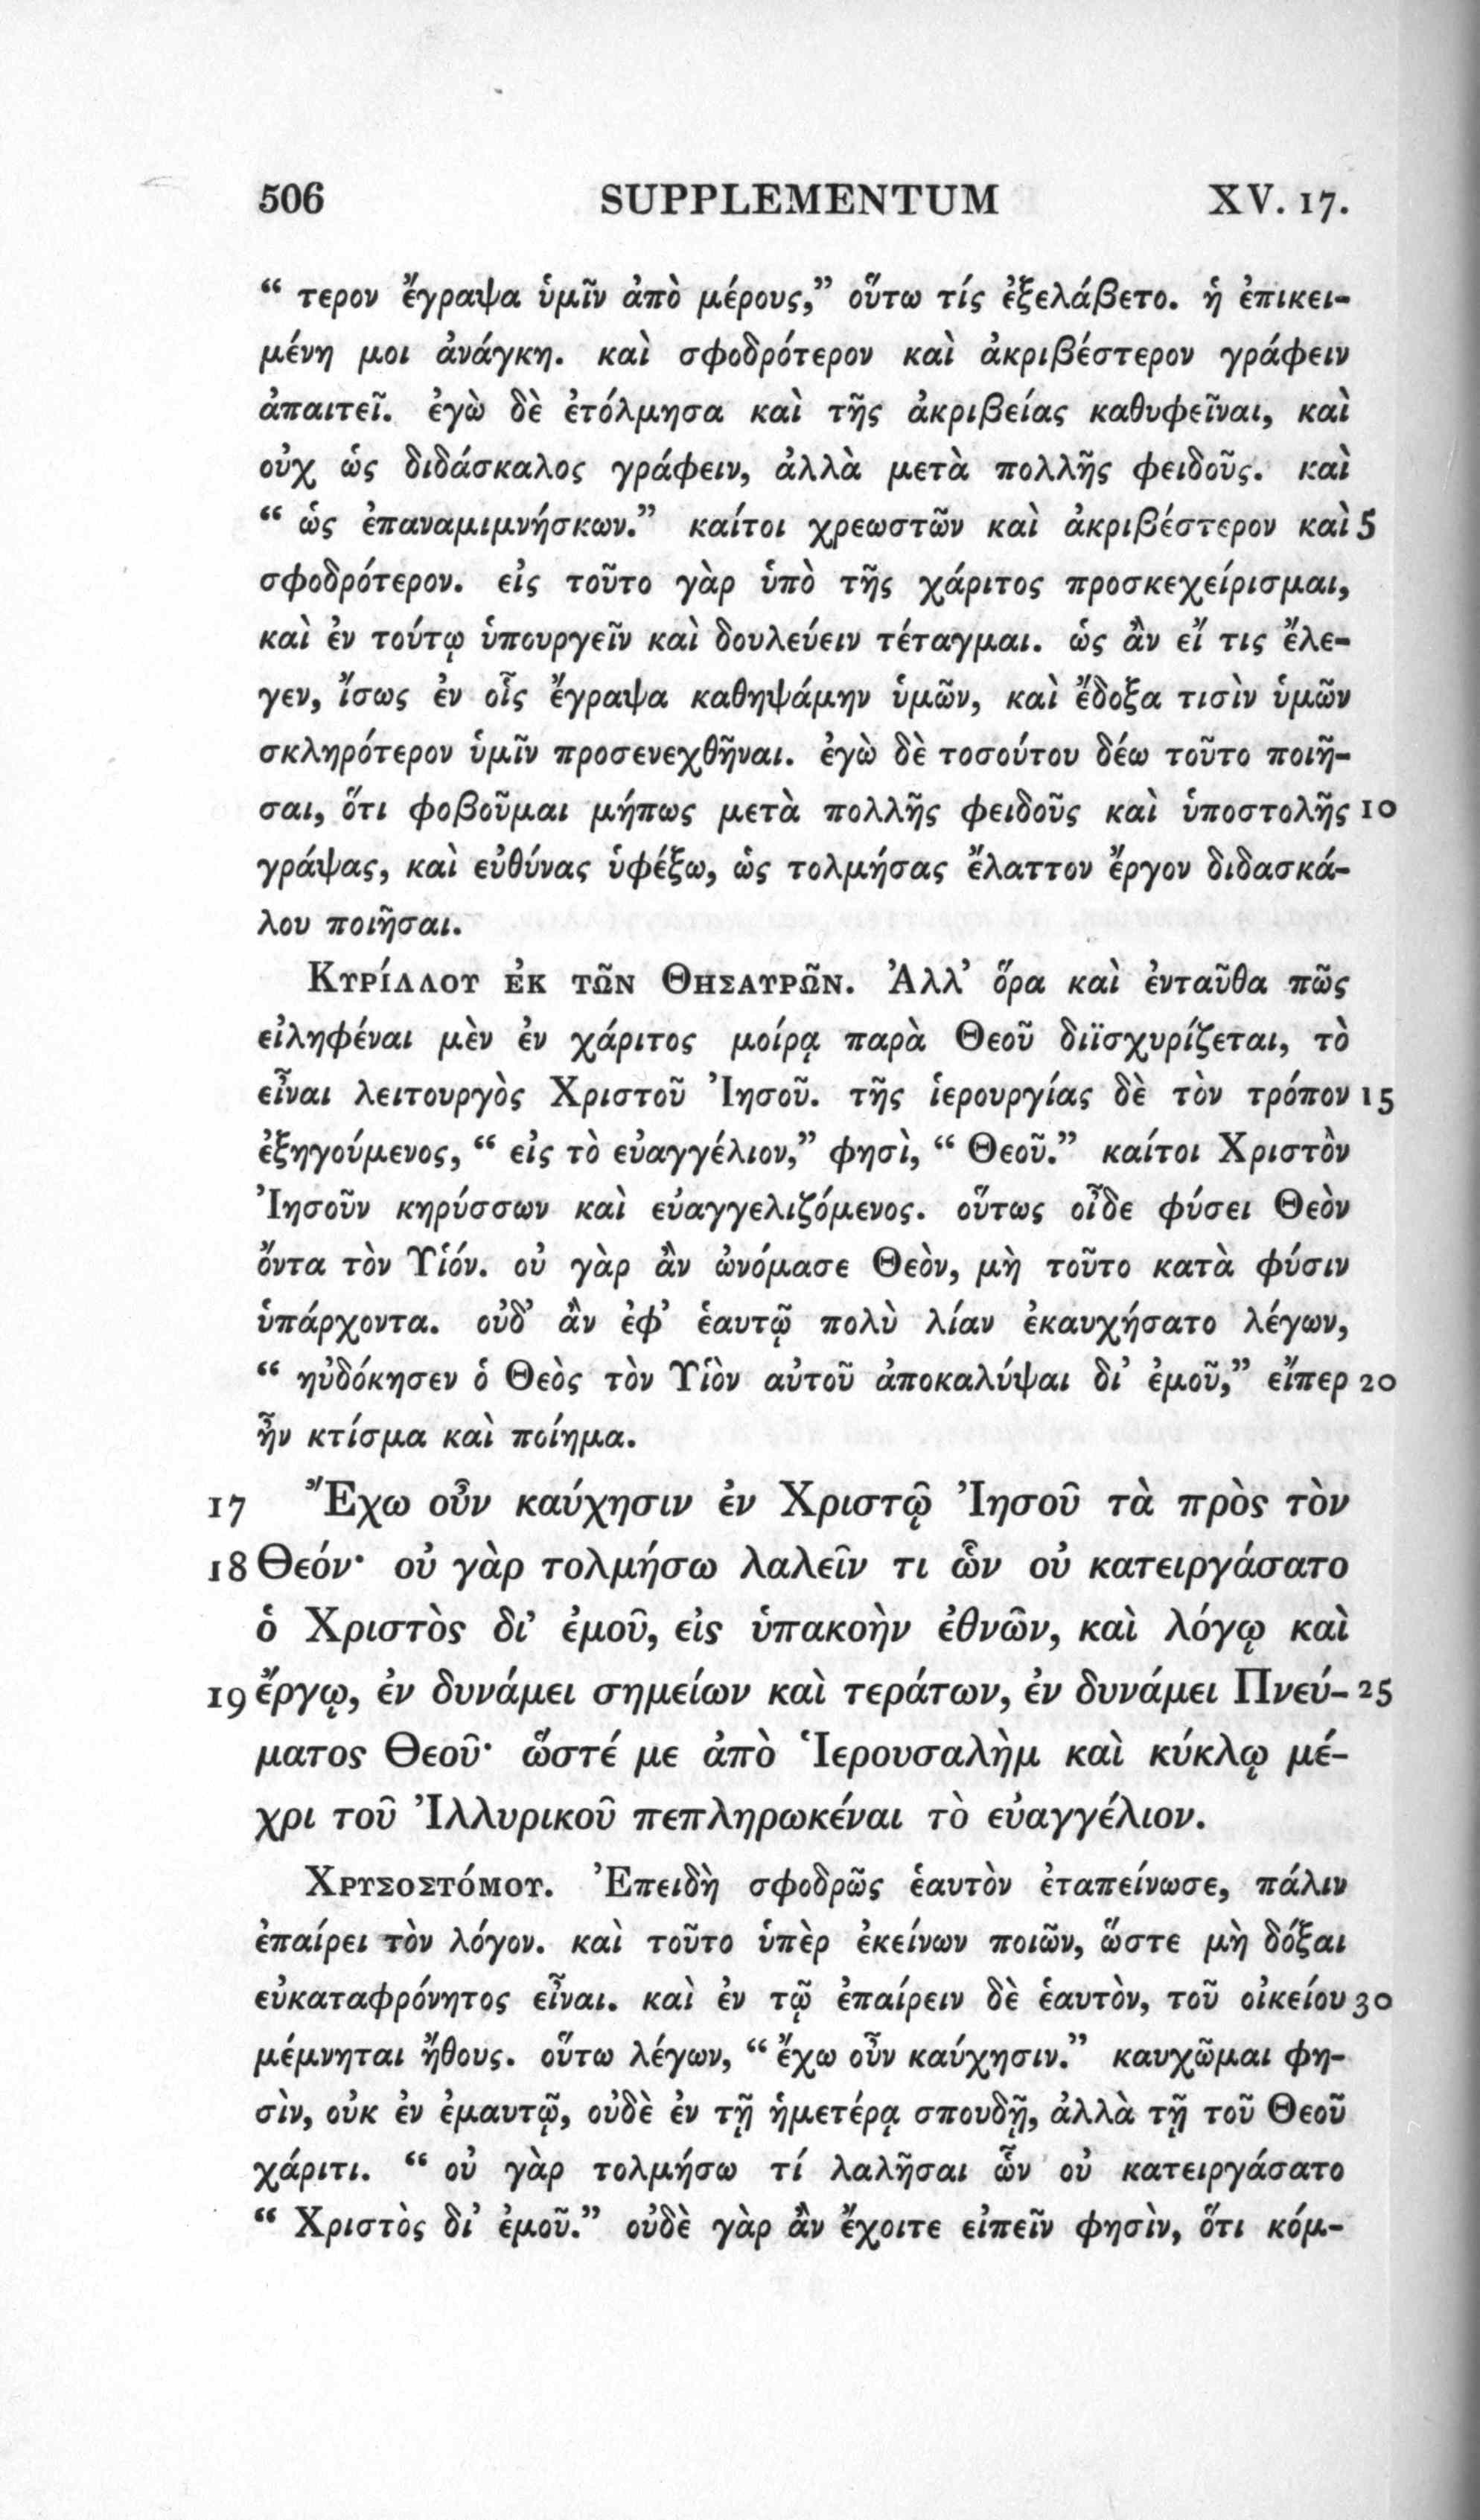 506 SUPPLEMENTUM XV. 17.
“ τερον ἔγραψα ὑμῖν ἀπὸ μέρους,” οὕτω τίς ἐξελάβετο. ἡ ἐπικει-
μένη μοι ἀνάγκη. καὶ σφοδρότερον καὶ ἀκριβέστερον γράφειν
ἀπαιτεῖ. ἐγὼ δὲ ἐτόλμησα καὶ τῆς ἀκριβείας καθυφεῖναι, καὶ
οὐχ ὡς διδάσκαλος γράφειν, ἀλλὰ μετὰ πολλῆς φειδοῦς. καὶ
“ ὡς ἐπαναμιμνήσκων.” καίτοι χρεωστῶν καὶ ἀκριβέστερον καὶ 5
σφοδρότερον. εἰς τοῦτο γὰρ ὑπὸ τῆς χάριτος προσκεχείρισμαι,
καὶ ἐν τούτῳ ὑπουργεῖν καὶ δουλεύειν τέταγμαι. ὡς ἂν εἴ τις ἔλε-
γεν, ἴσως ἐν οἷς ἔγραψα καθηψάμην ὑμῶν, καὶ ἔδοξα τισὶν ὑμῶν
σκληρότερον ὑμῖν προσενεχθῆναι. ἐγὼ δὲ τοσούτου δέω τοῦτο ποιῆ-
σαι, ὅτι φοβοῦμαι μήπως μετὰ πολλῆς φειδοῦς καὶ ὑποστολῆς 10
γράψας, καὶ εὐθύνας ὑφέξω, ὡς τολμήσας ἔλαττον ἔργον διδασκά-
λου ποιῆσαι.
Κυρίλλου ἐκ τῶν Θησαυρῶν. Ἀλλ’ ὅρα καὶ ἐνταῦθα πῶς
εἰληφέναι μὲν ἐν χάριτος μοίρᾳ παρὰ Θεοῦ διϊσχυρίζεται, τὸ
εἶναι λειτουργὸς Χριστοῦ Ἰησοῦ. τῆς ἱερουργίας δὲ τὸν τρόπον 15
ἐξηγούμενος, “ εἰς τὸ εὐαγγέλιον,” φησὶ, “ Θεοῦ.” καίτοι Χριστὸν
Ἰησοῦν κηρύσσων καὶ εὐαγγελιζόμενος. οὕτως οἶδε φύσει Θεὸν
ὄντα τὸν Υἱόν. οὐ γὰρ ἂν ὠνόμασε Θεὸν, μὴ τοῦτο κατὰ φύσιν
ὑπάρχοντα. οὐδ’ ἂν ἐφ’ ἑαυτῷ πολὺ λίαν ἐκαυχήσατο λέγων,
“ ηὐδόκησεν ὁ Θεὸς τὸν Υἱὸν αὐτοῦ ἀποκαλύψαι δι’ ἐμοῦ,” εἴπερ 20
ἦν κτίσμα καὶ ποίημα.
17 Ἔχω οὖν καύχησιν ἐν Χριστῷ Ἰησοῦ τὰ πρὸς τὸν
18 Θεόν· οὐ γὰρ τολμήσω λαλεῖν τι ὧν οὐ κατειργάσατο
ὁ Χριστὸς δι’ ἐμοῦ, εἰς ὑπακοὴν ἐθνῶν, καὶ λόγῳ καὶ
19 ἔργῳ, ἐν δυνάμει σημείων καὶ τεράτων, ἐν δυνάμει Πνεύ- 25
ματος Θεοῦ· ὥστέ με ἀπὸ Ἱερουσαλὴμ καὶ κύκλῳ μέ-
χρι τοῦ Ἰλλυρικοῦ πεπληρωκέναι τὸ εὐαγγέλιον.
Χρυσοστόμου. Ἐπειδὴ σφοδρῶς ἑαυτὸν ἐταπείνωσε, πάλιν
ἐπαίρει τὸν λόγον. καὶ τοῦτο ὑπὲρ ἐκείνων ποιῶν, ὥστε μὴ δόξαι
εὐκαταφρόνητος εἶναι. καὶ ἐν τῷ ἐπαίρειν δὲ ἑαυτὸν, τοῦ οἰκείου 30
μέμνηται ἤθους. οὕτω λέγων, “ ἔχω οὖν καύχησιν.” καυχῶμαι φη-
σὶν, οὐκ ἐν ἐμαυτῷ, οὐδὲ ἐν τῇ ἡμετέρᾳ σπουδῇ, ἀλλὰ τῇ τοῦ Θεοῦ
χάριτι. “ οὐ γὰρ τολμήσω τί λαλῆσαι ὧν οὐ κατειργάσατο
“ Χριστὸς δι’ ἐμοῦ.” οὐδὲ γὰρ ἂν ἔχοιτε εἰπεῖν φησὶν, ὅτι κόμ-